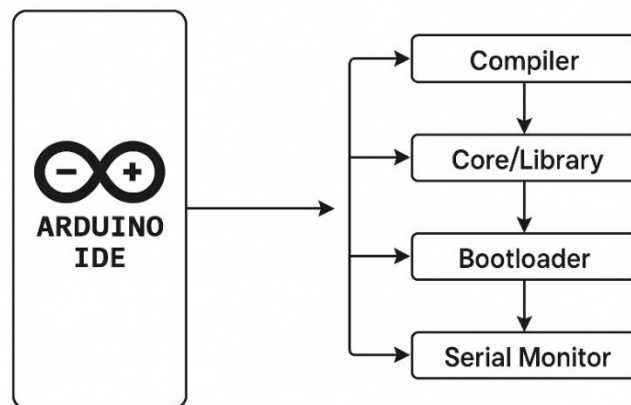 ARDUINO
IDE
Compiler
Core/Library
Bootloader
Serial Monitor